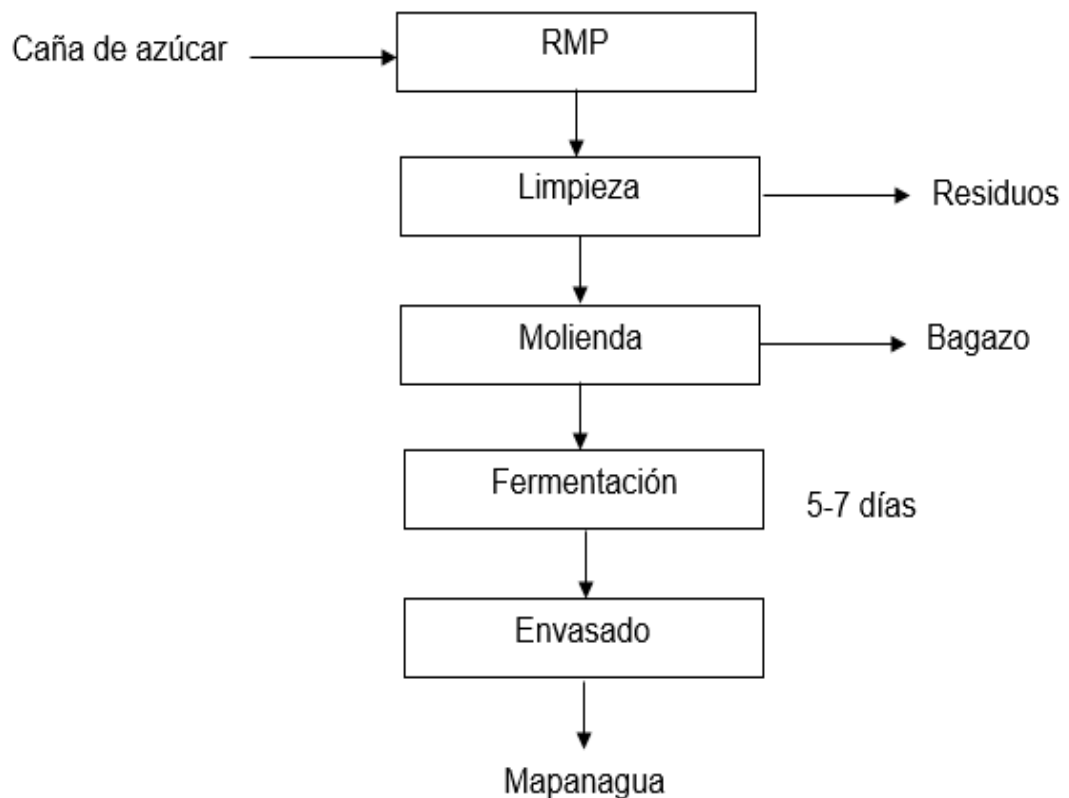 Caña de azúcar
RMP
Limpieza
Residuos
Molienda
Bagazo
Fermentación
5-7 días
Envasado
Mapanagua